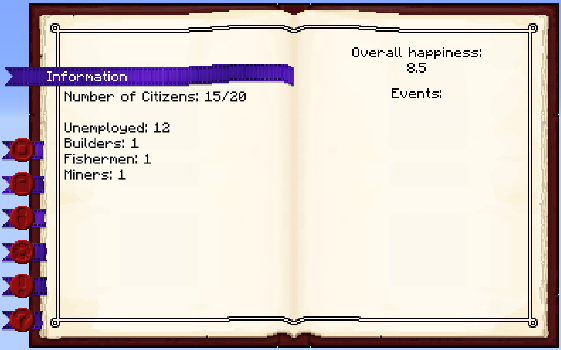 Information
Number of Citizens: 15/20
Unemployed: 12
Builders: 1
Fishermen: 1
Miners: 1
Overall happiness:
8.5
Events: